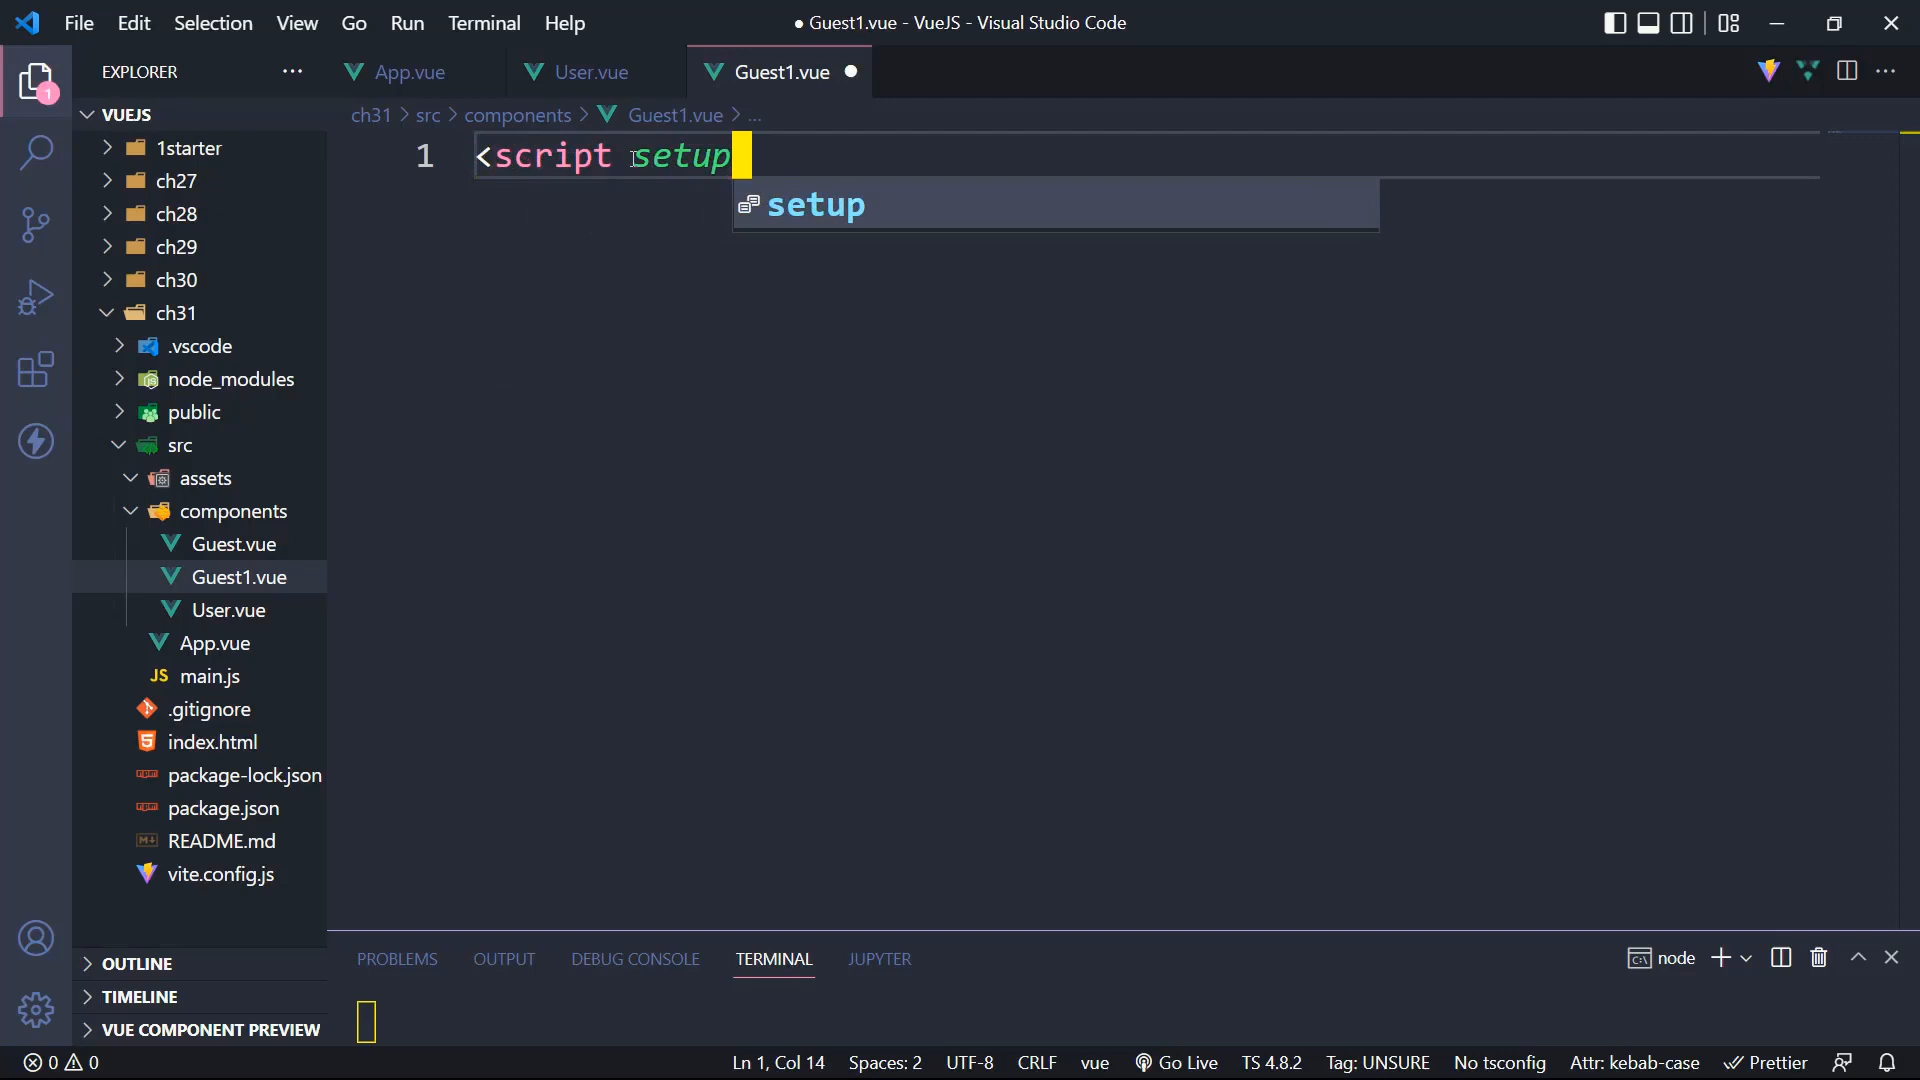 File Edit Selection View Go Run Terminal Help
● Guest1.vue - VueJS - Visual Studio Code
EXPLORER ...
App.vue
User.vue
Guest1.vue ●
1
VUEJS
ch31 > src > components > Guest1.vue > ...
1starter
ch27
ch28
ch29
ch30
ch31
.vscode
node_modules
public
src
assets
components
Guest.vue
Guest1.vue
User.vue
App.vue
JS main.js
.gitignore
index.html
package-lock.json
package.json
README.md
vite.config.js
OUTLINE
TIMELINE
VUE COMPONENT PREVIEW
1 <script setup
setup
PROBLEMS OUTPUT DEBUG CONSOLE TERMINAL JUPYTER
node
0 0
Ln 1, Col 14 Spaces: 2 UTF-8 CRLF vue Go Live TS 4.8.2 Tag: UNSURE No tsconfig Attr: kebab-case Prettier